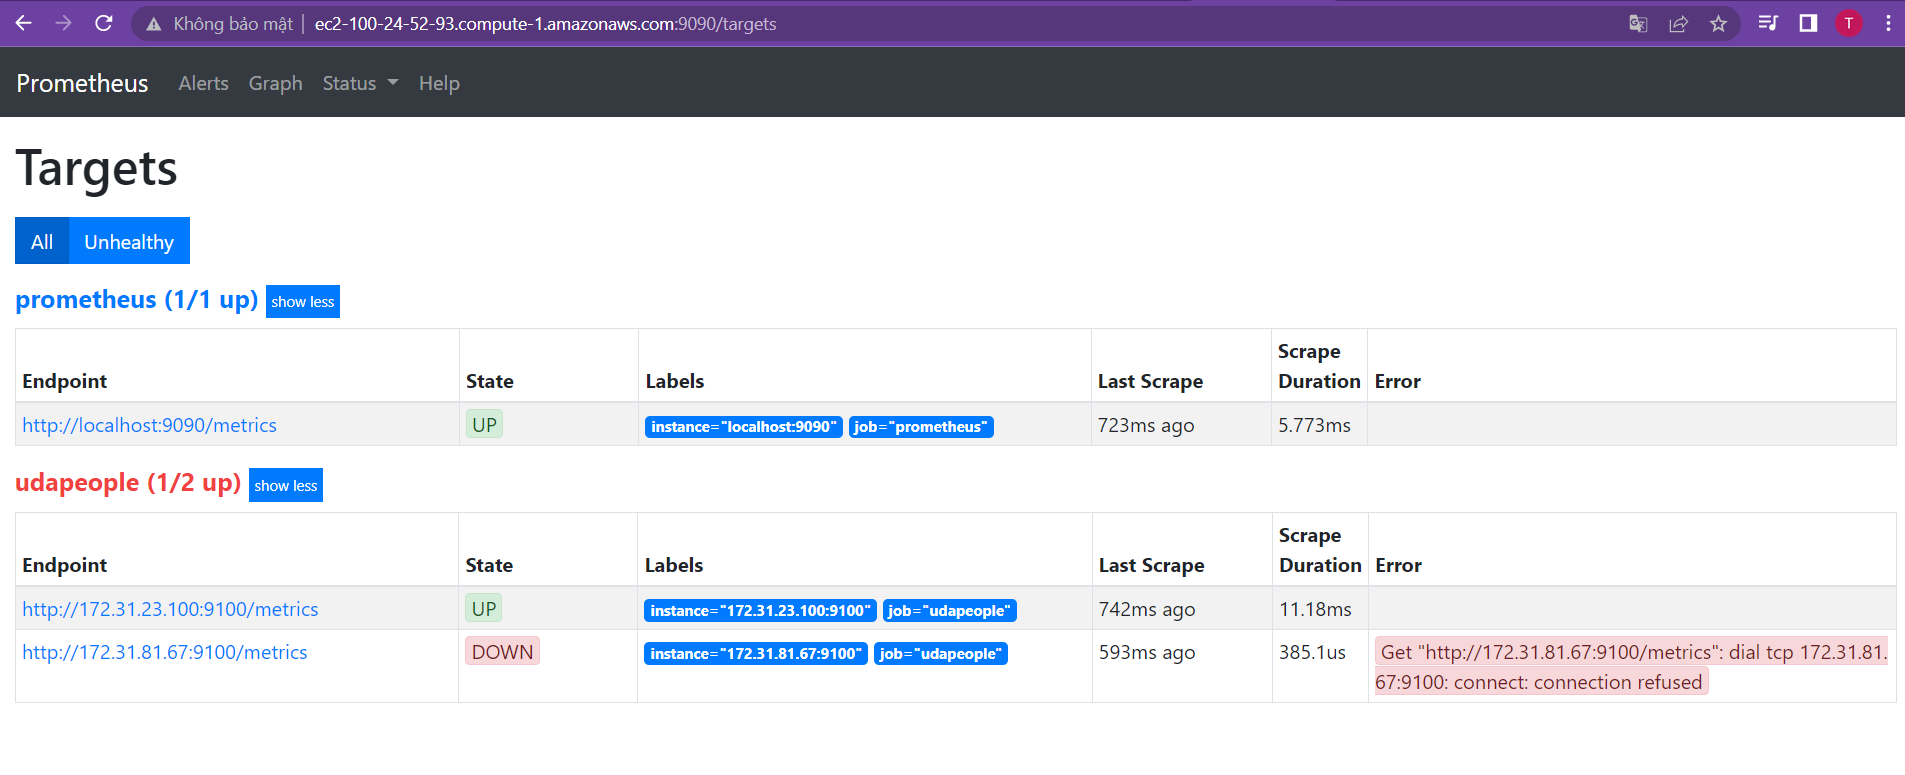 Không bảo mật | ec2-100-24-52-93.compute-1.amazonaws.com:9090/targets
T
Prometheus Alerts Graph Status Help
Targets
All Unhealthy
prometheus (1/1 up) show less
Endpoint State Labels Last Scrape Scrape Duration Error
http://localhost:9090/metrics UP instance="localhost:9090" job="prometheus" 723ms ago 5.773ms
udapeople (1/2 up) show less
Endpoint State Labels Last Scrape Scrape Duration Error
http://172.31.23.100:9100/metrics UP instance="172.31.23.100:9100" job="udapeople" 742ms ago 11.18ms
http://172.31.81.67:9100/metrics DOWN instance="172.31.81.67:9100" job="udapeople" 593ms ago 385.1us Get "http://172.31.81.67:9100/metrics": dial tcp 172.31.81.
67:9100: connect: connection refused